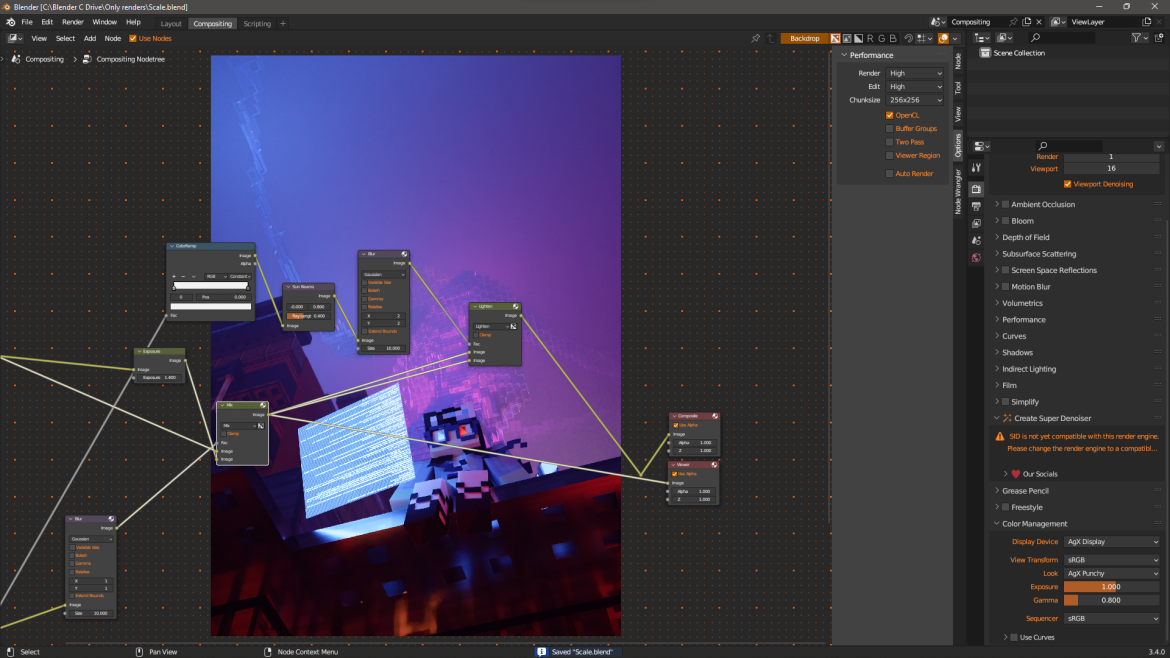 Blender [C:\Blender C Drive\Only renders\Scale.blend]
File Edit Render Window Help Layout Compositing Scripting + Compositing ViewLayer
View Select Add Node Use Nodes Backdrop R G B
Compositing > Compositing Nodetree
Scene Collection
Performance
Render High
Edit High
Chunksize 256x256
OpenCL
Buffer Groups
Two Pass
Viewer Region
Auto Render
Node
Tool
View
Options
Node Wrangler
ColorRamp
Image
Alpha
+ − RGB Constant
0 Pos 0.000
Fac
Sun Beams
Image
-0.000 0.800
Ray Length 0.400
Image
Blur
Image
Gaussian
Variable Size
Bokeh
Gamma
Relative
X 2
Y 2
Extend Bounds
Image
Size 10.000
Lighten
Image
Lighten
Clamp
Fac
Image
Image
Exposure
Image
Image
Exposure 1.400
Mix
Image
Mix
Clamp
Fac
Image
Image
Composite
Use Alpha
Image
Alpha 1.000
Z 1.000
Viewer
Use Alpha
Image
Alpha 1.000
Z 1.000
Blur
Image
Gaussian
Variable Size
Bokeh
Gamma
Relative
X 1
Y 1
Extend Bounds
Image
Size 10.000
Render 1
Viewport 16
Viewport Denoising
Ambient Occlusion
Bloom
Depth of Field
Subsurface Scattering
Screen Space Reflections
Motion Blur
Volumetrics
Performance
Curves
Shadows
Indirect Lighting
Film
Simplify
Create Super Denoiser
SID is not yet compatible with this render engine.
Please change the render engine to a compatibl...
Our Socials
Grease Pencil
Freestyle
Color Management
Display Device AgX Display
View Transform sRGB
Look AgX Punchy
Exposure 1.000
Gamma 0.800
Sequencer sRGB
Use Curves
Select Pan View Node Context Menu Saved "Scale.blend" 3.4.0